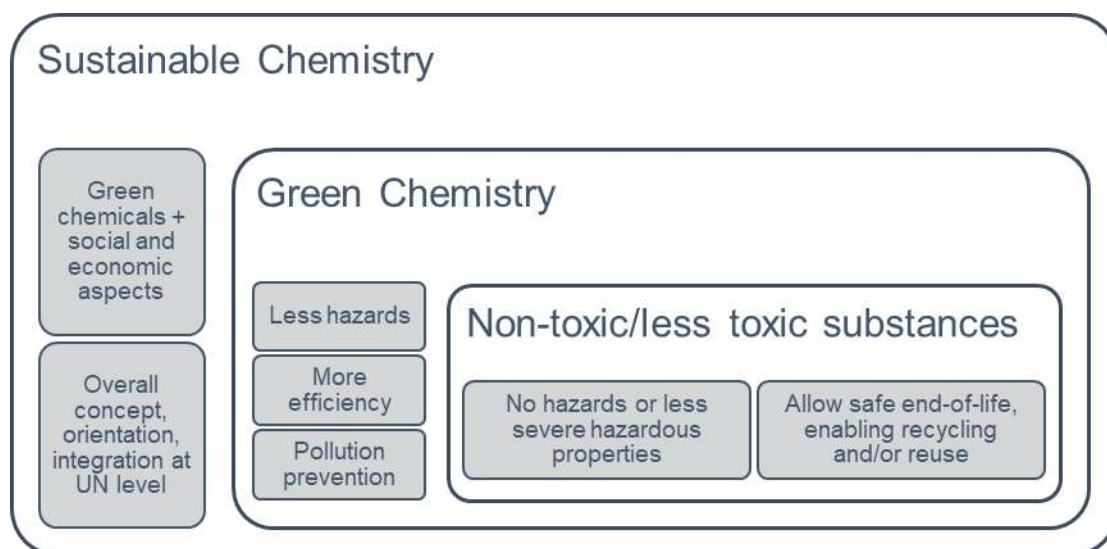 Sustainable Chemistry
Green
chemicals +
social and
economic
aspects
Overall
concept,
orientation,
integration at
UN level
Green Chemistry
Less hazards
More
efficiency
Pollution
prevention
Non-toxic/less toxic substances
No hazards or less
severe hazardous
properties
Allow safe end-of-life,
enabling recycling
and/or reuse